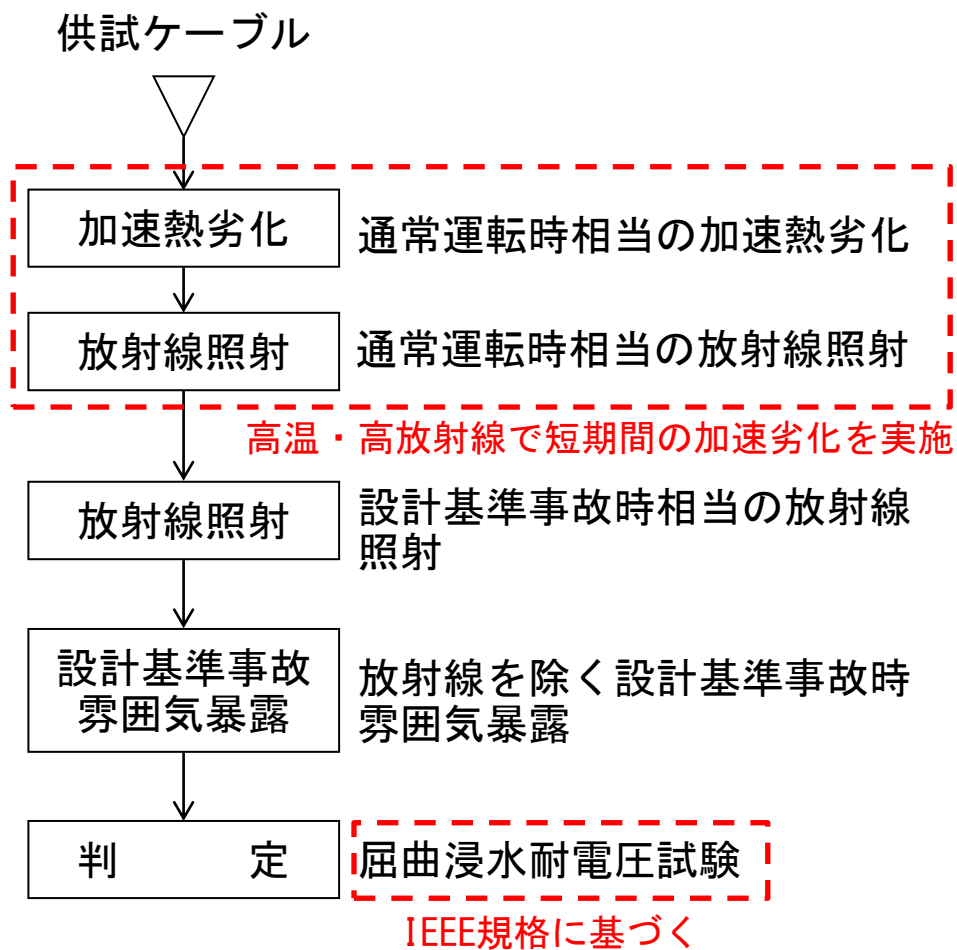 供試ケーブル
加速熱劣化
通常運転時相当の加速熱劣化
放射線照射
通常運転時相当の放射線照射
高温・高放射線で短期間の加速劣化を実施
放射線照射
設計基準事故時相当の放射線
照射
設計基準事故
雰囲気暴露
放射線を除く設計基準事故時
雰囲気暴露
判　　　定
屈曲浸水耐電圧試験
IEEE規格に基づく